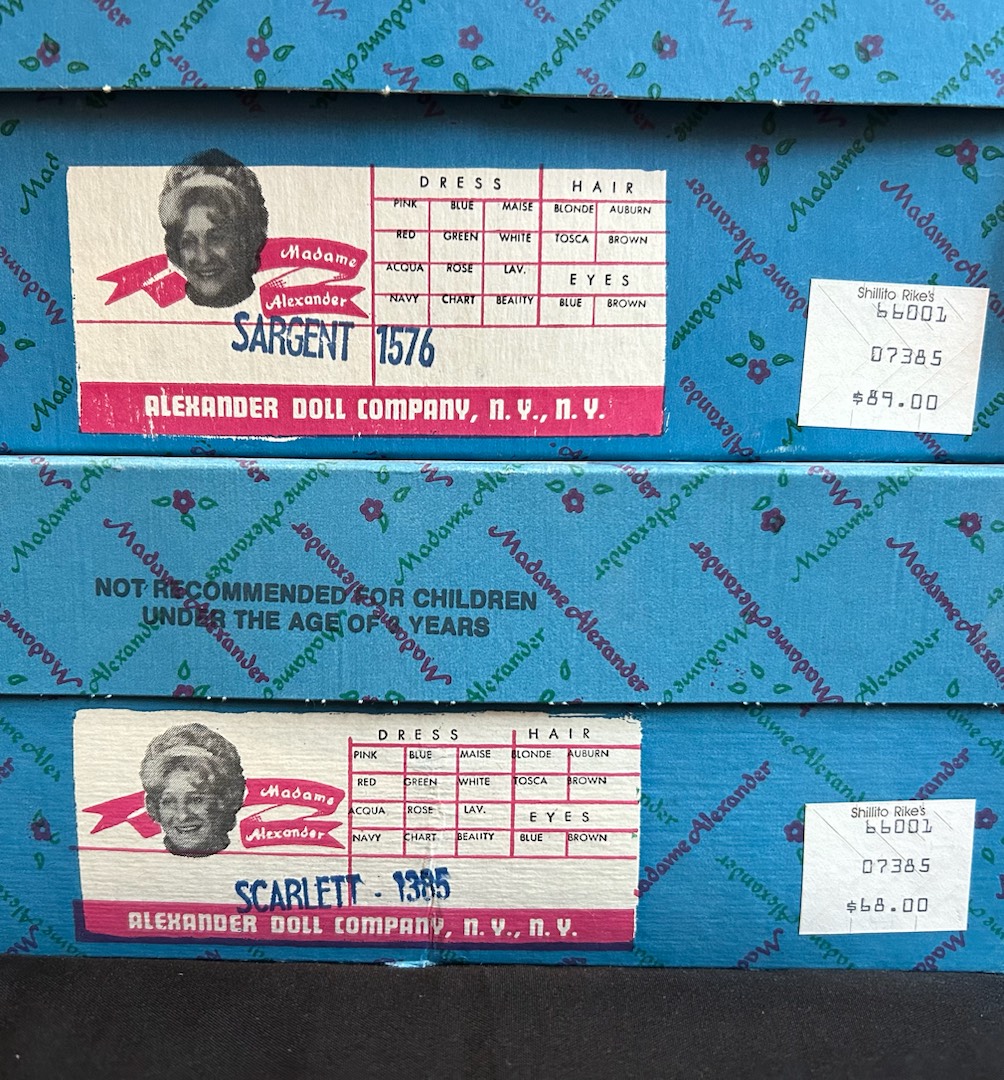 DRESS HAIR
PINK BLUE MAISE BLONDE AUBURN
RED GREEN WHITE TOSCA BROWN
Madame
ACQUA ROSE LAV. EYES
Alexander
NAVY CHART BEALITY BLUE BROWN
SARGENT 1576
ALEXANDER DOLL COMPANY, N.Y., N.Y.
Shillito Rike's
66001
07385
$89.00
NOT RECOMMENDED FOR CHILDREN
UNDER THE AGE OF 3 YEARS
DRESS HAIR
PINK BLUE MAISE BLONDE AUBURN
RED GREEN WHITE TOSCA BROWN
Madame
ACQUA ROSE LAV. EYES
Alexander
NAVY CHART BEALITY BLUE BROWN
SCARLETT - 1385
ALEXANDER DOLL COMPANY, N.Y., N.Y.
Shillito Rike's
66001
07385
$68.00
Madame Alexander